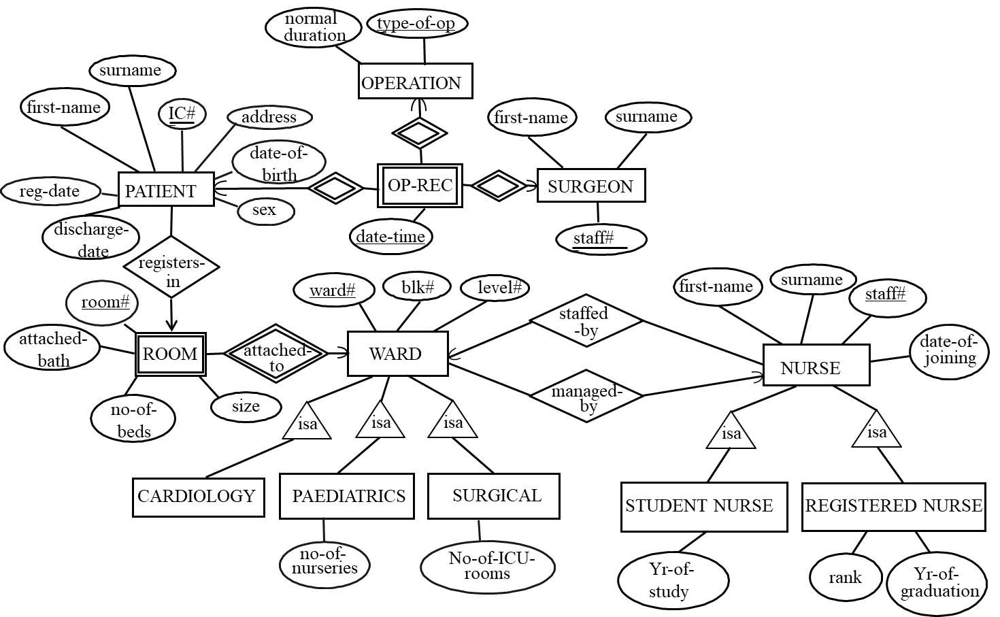 normal
duration
type-of-op
OPERATION
surname
first-name
IC#
address
date-of-
birth
reg-date
PATIENT
sex
discharge-
date
OP-REC
date-time
first-name
surname
SURGEON
staff#
registers-
in
room#
attached-
bath
ROOM
no-of-
beds
size
attached-
to
ward#
blk#
level#
WARD
staffed
-by
managed-
by
first-name
surname
staff#
date-of-
joining
NURSE
isa
isa
isa
isa
isa
CARDIOLOGY
PAEDIATRICS
SURGICAL
STUDENT NURSE
REGISTERED NURSE
no-of-
nurseries
No-of-ICU-
rooms
Yr-of-
study
rank
Yr-of-
graduation